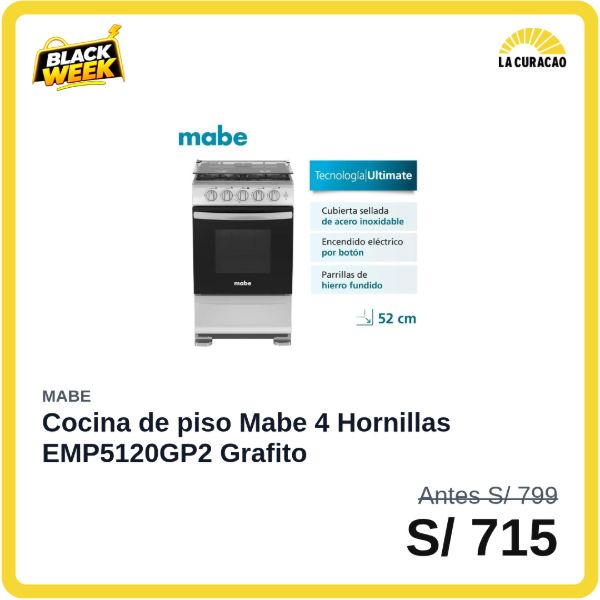 BLACK
WEEK
LA CURACAO
mabe
Tecnología|Ultimate
Cubierta sellada
de acero inoxidable
Encendido eléctrico
por botón
Parrillas de
hierro fundido
mabe
52 cm
MABE
Cocina de piso Mabe 4 Hornillas
EMP5120GP2 Grafito
Antes S/ 799
S/ 715